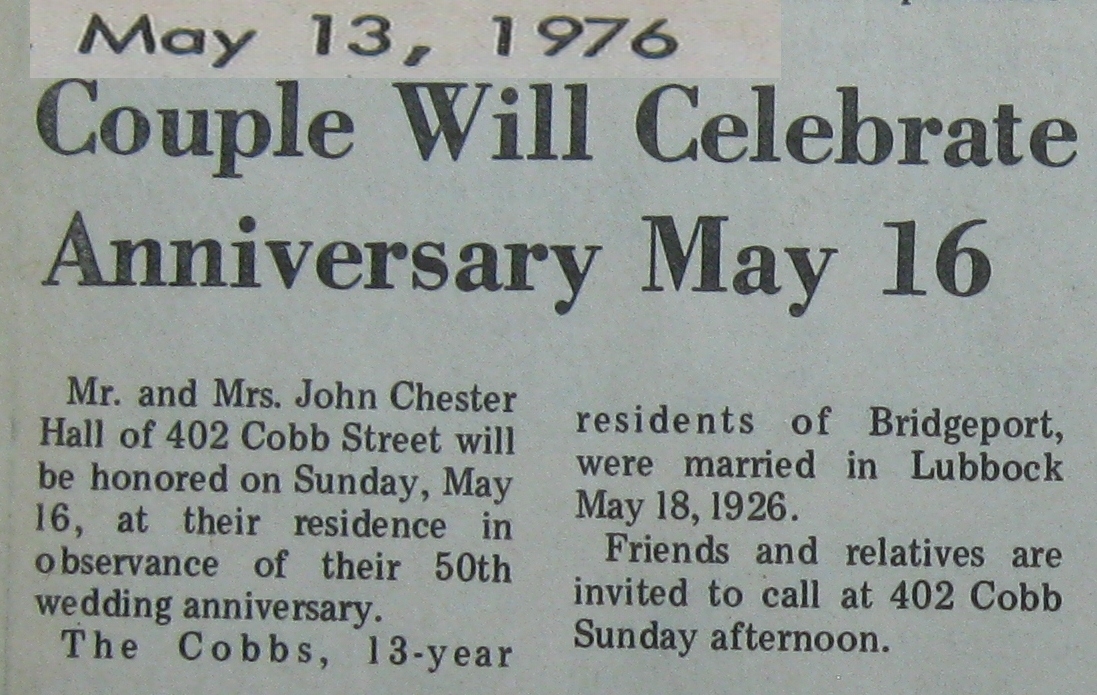 May 13, 1976
Couple Will Celebrate
Anniversary May 16
Mr. and Mrs. John Chester
Hall of 402 Cobb Street will
be honored on Sunday, May
16, at their residence in
observance of their 50th
wedding anniversary.
The Cobbs, 13-year
residents of Bridgeport,
were married in Lubbock
May 18, 1926.
Friends and relatives are
invited to call at 402 Cobb
Sunday afternoon.